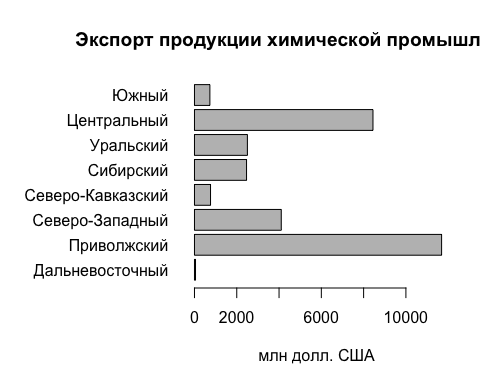 Экспорт продукции химической промышл
Южный
Центральный
Уральский
Сибирский
Северо-Кавказский
Северо-Западный
Приволжский
Дальневосточный
0 2000 6000 10000
млн долл. США